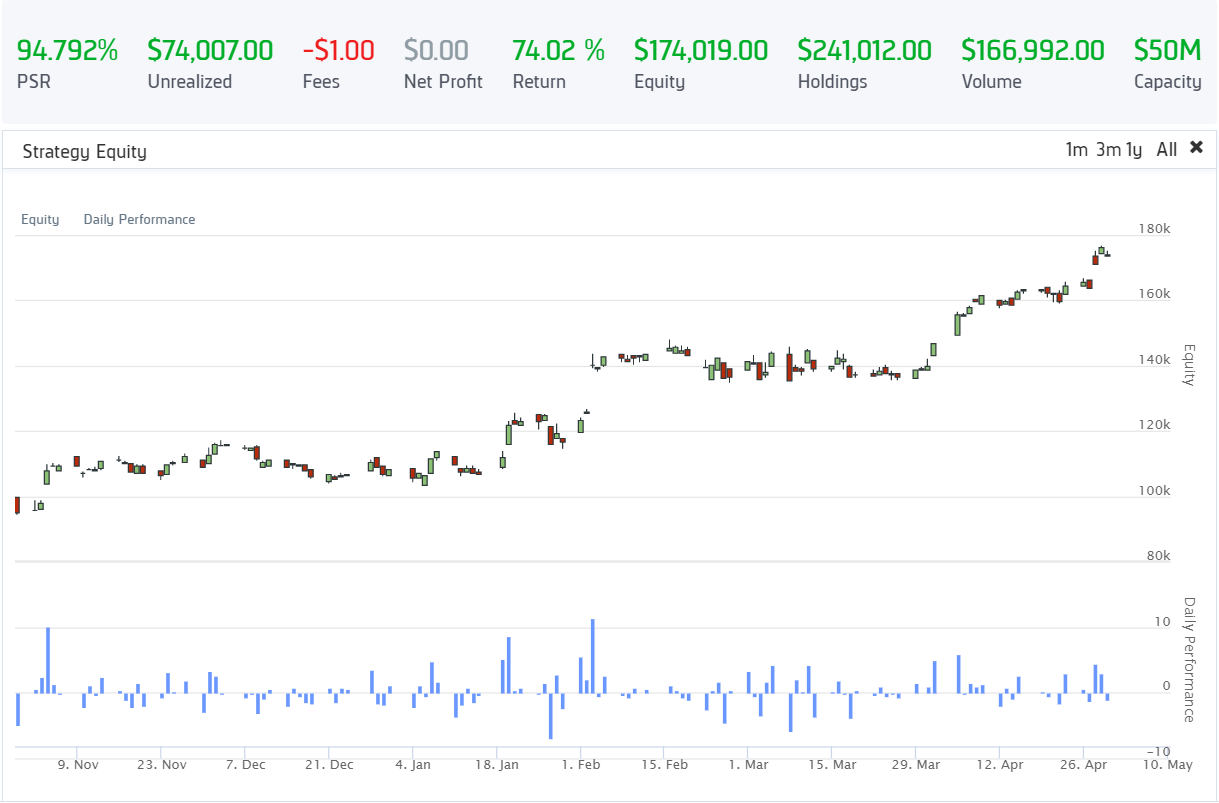 94.792% $74,007.00 -$1.00 $0.00 74.02 % $174,019.00 $241,012.00 $166,992.00 $50M
PSR Unrealized Fees Net Profit Return Equity Holdings Volume Capacity
Strategy Equity 1m 3m 1y All ✖
Equity Daily Performance
180k
160k
140k
Equity
120k
100k
80k
10
Daily Performance
0
-10
9. Nov 23. Nov 7. Dec 21. Dec 4. Jan 18. Jan 1. Feb 15. Feb 1. Mar 15. Mar 29. Mar 12. Apr 26. Apr 10. May